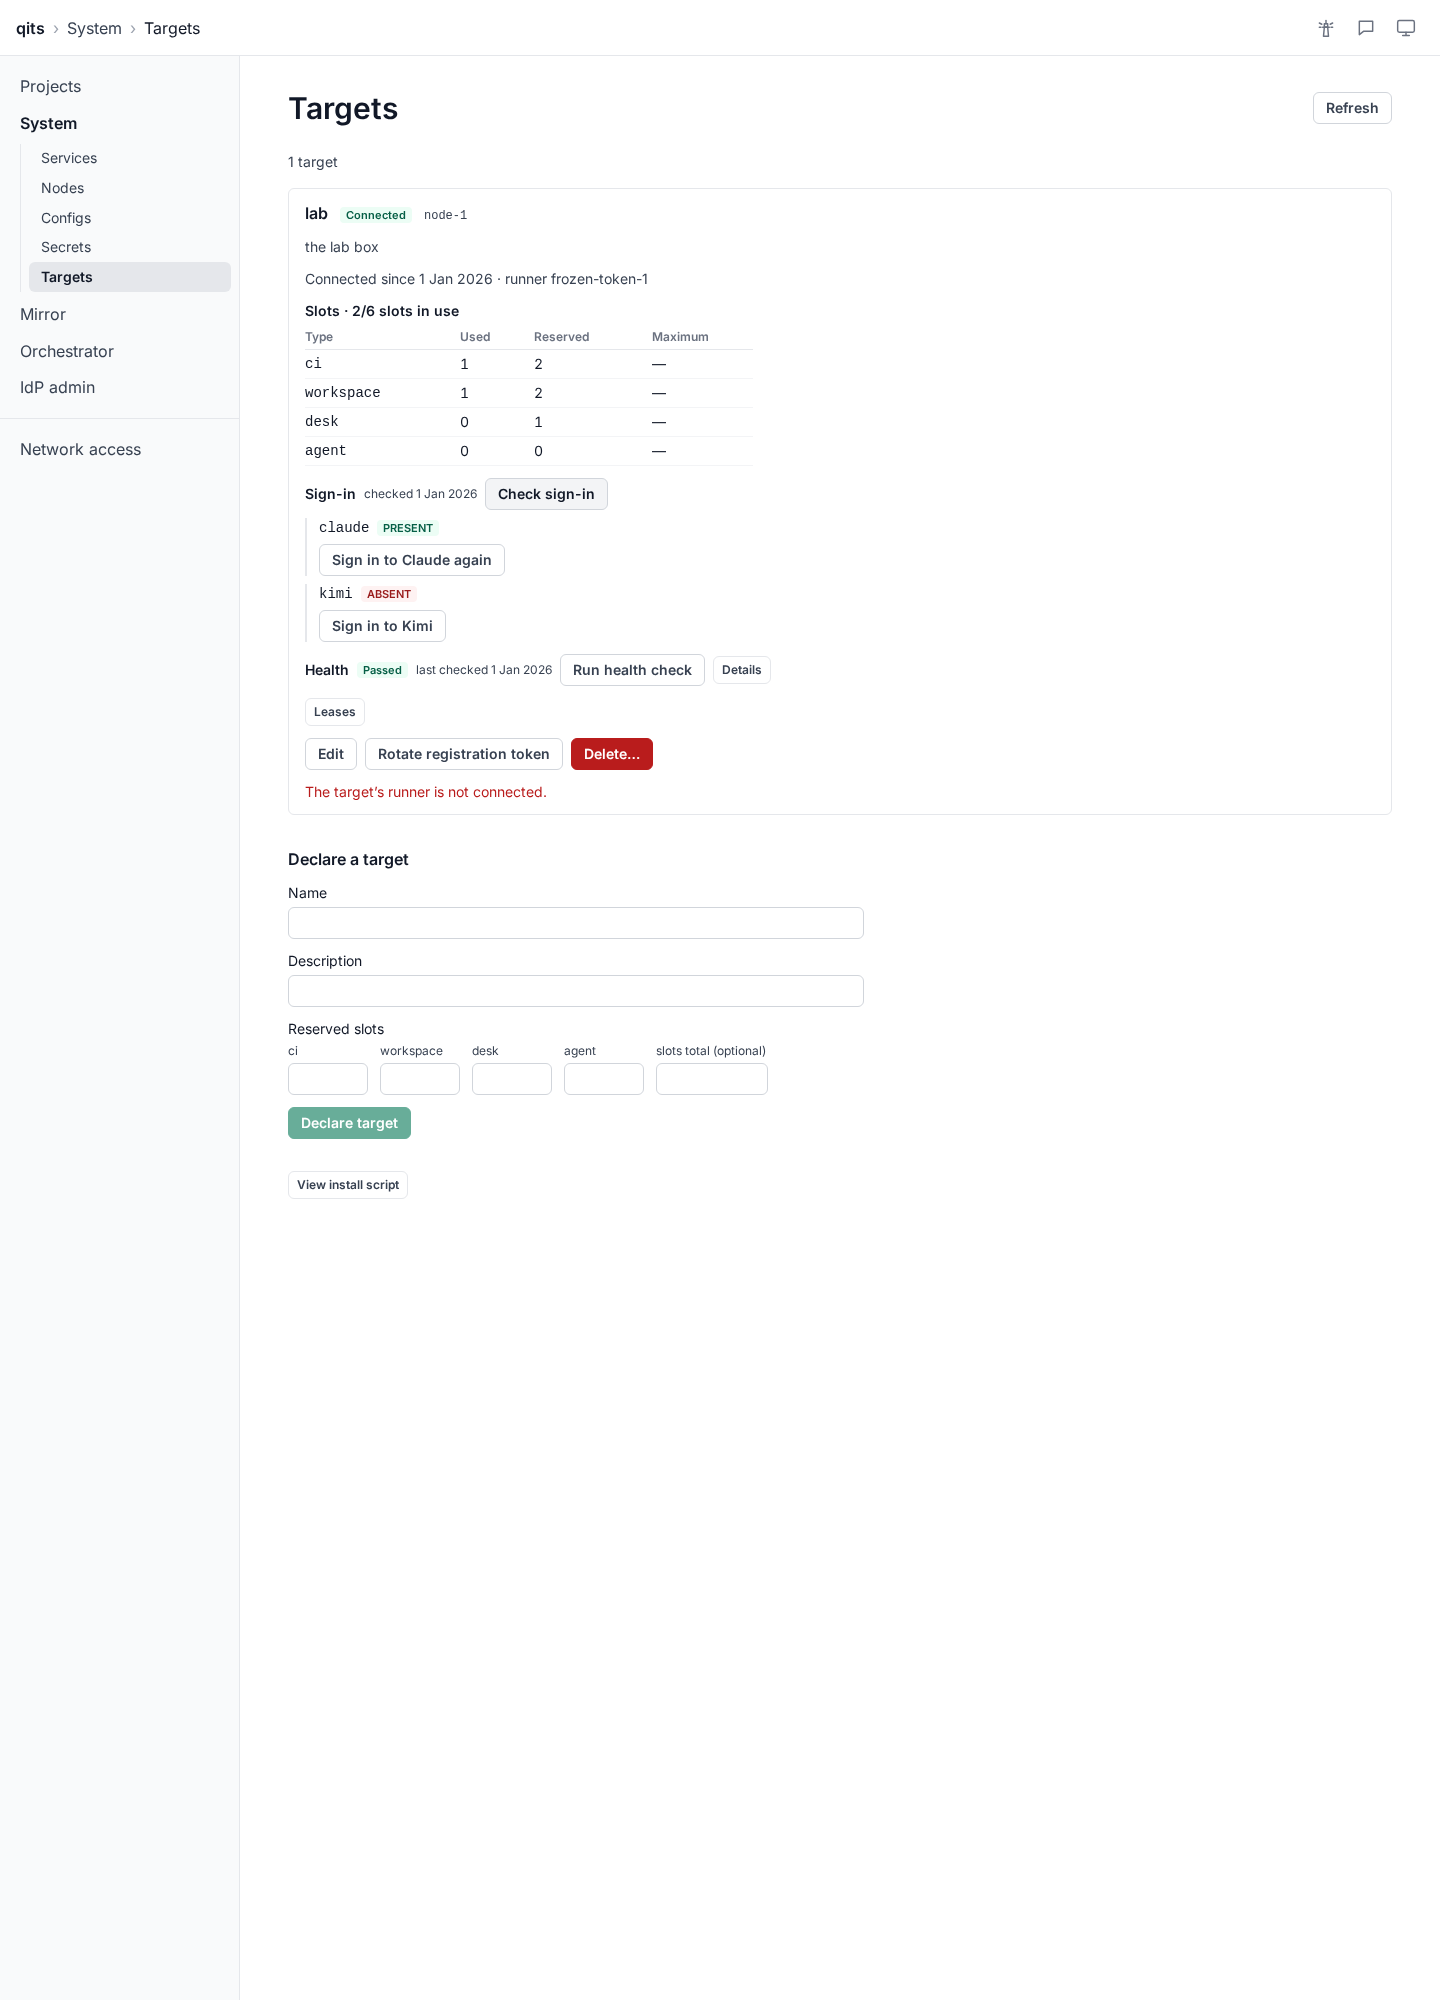 qits › System › Targets
Projects
System
Services
Nodes
Configs
Secrets
Targets
Mirror
Orchestrator
IdP admin
Network access
Targets
Refresh
1 target
lab Connected node-1
the lab box
Connected since 1 Jan 2026 · runner frozen-token-1
Slots · 2/6 slots in use
Type Used Reserved Maximum
ci 1 2 —
workspace 1 2 —
desk 0 1 —
agent 0 0 —
Sign-in checked 1 Jan 2026 Check sign-in
claude PRESENT
Sign in to Claude again
kimi ABSENT
Sign in to Kimi
Health Passed last checked 1 Jan 2026 Run health check Details
Leases
Edit Rotate registration token Delete…
The target’s runner is not connected.
Declare a target
Name
Description
Reserved slots
ci workspace desk agent slots total (optional)
Declare target
View install script